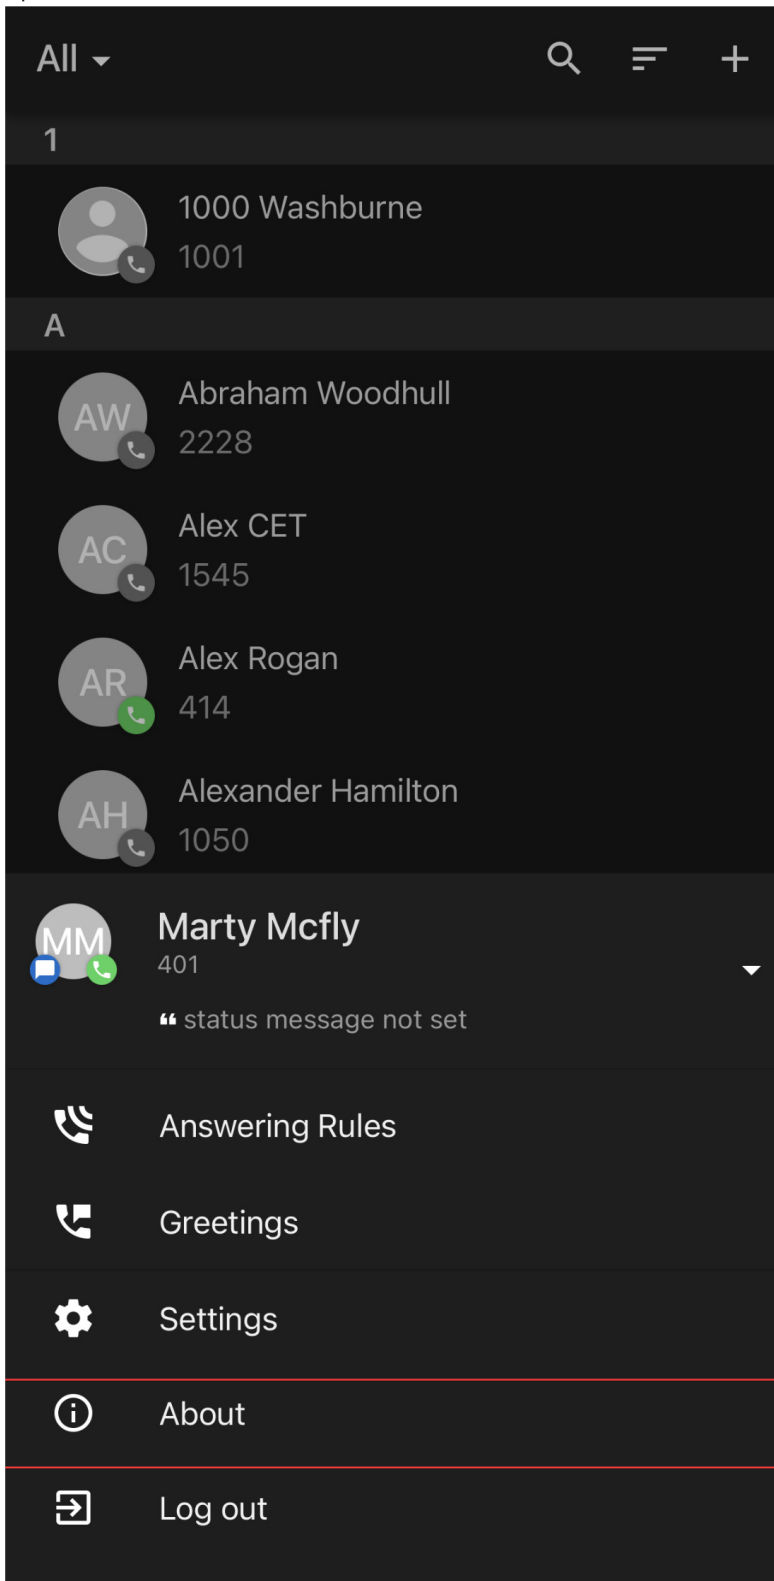 All
1
1000 Washburne
1001
A
AW
Abraham Woodhull
2228
AC
Alex CET
1545
AR
Alex Rogan
414
AH
Alexander Hamilton
1050
MM
Marty Mcfly
401
“ status message not set
Answering Rules
Greetings
Settings
About
Log out